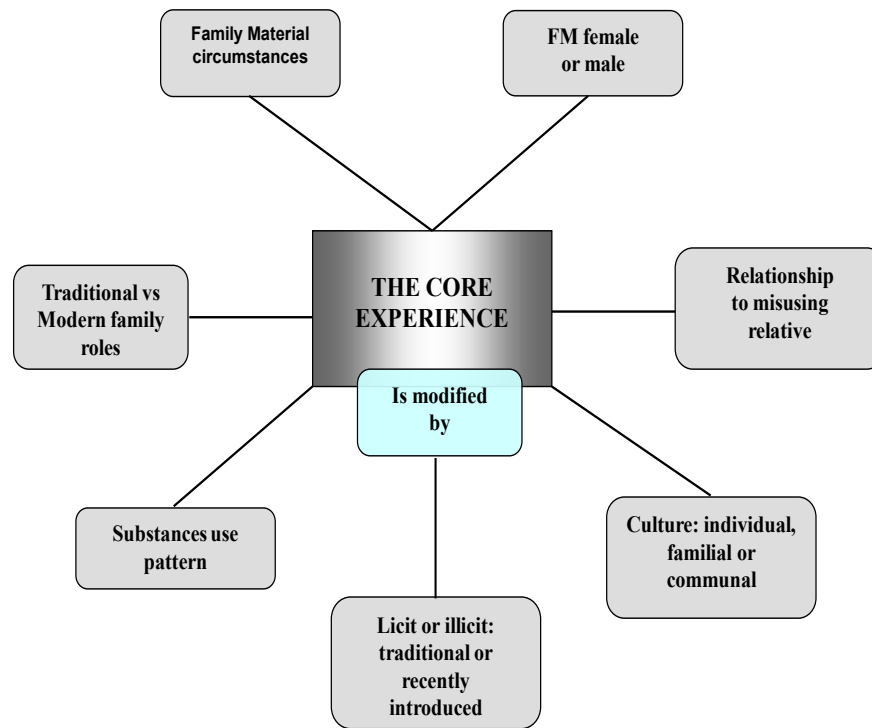 Family Material
circumstances
FM female
or male
THE CORE
EXPERIENCE
Is modified
by
Traditional vs
Modern family
roles
Relationship
to misusing
relative
Substances use
pattern
Culture: individual,
familial or
communal
Licit or illicit:
traditional or
recently
introduced